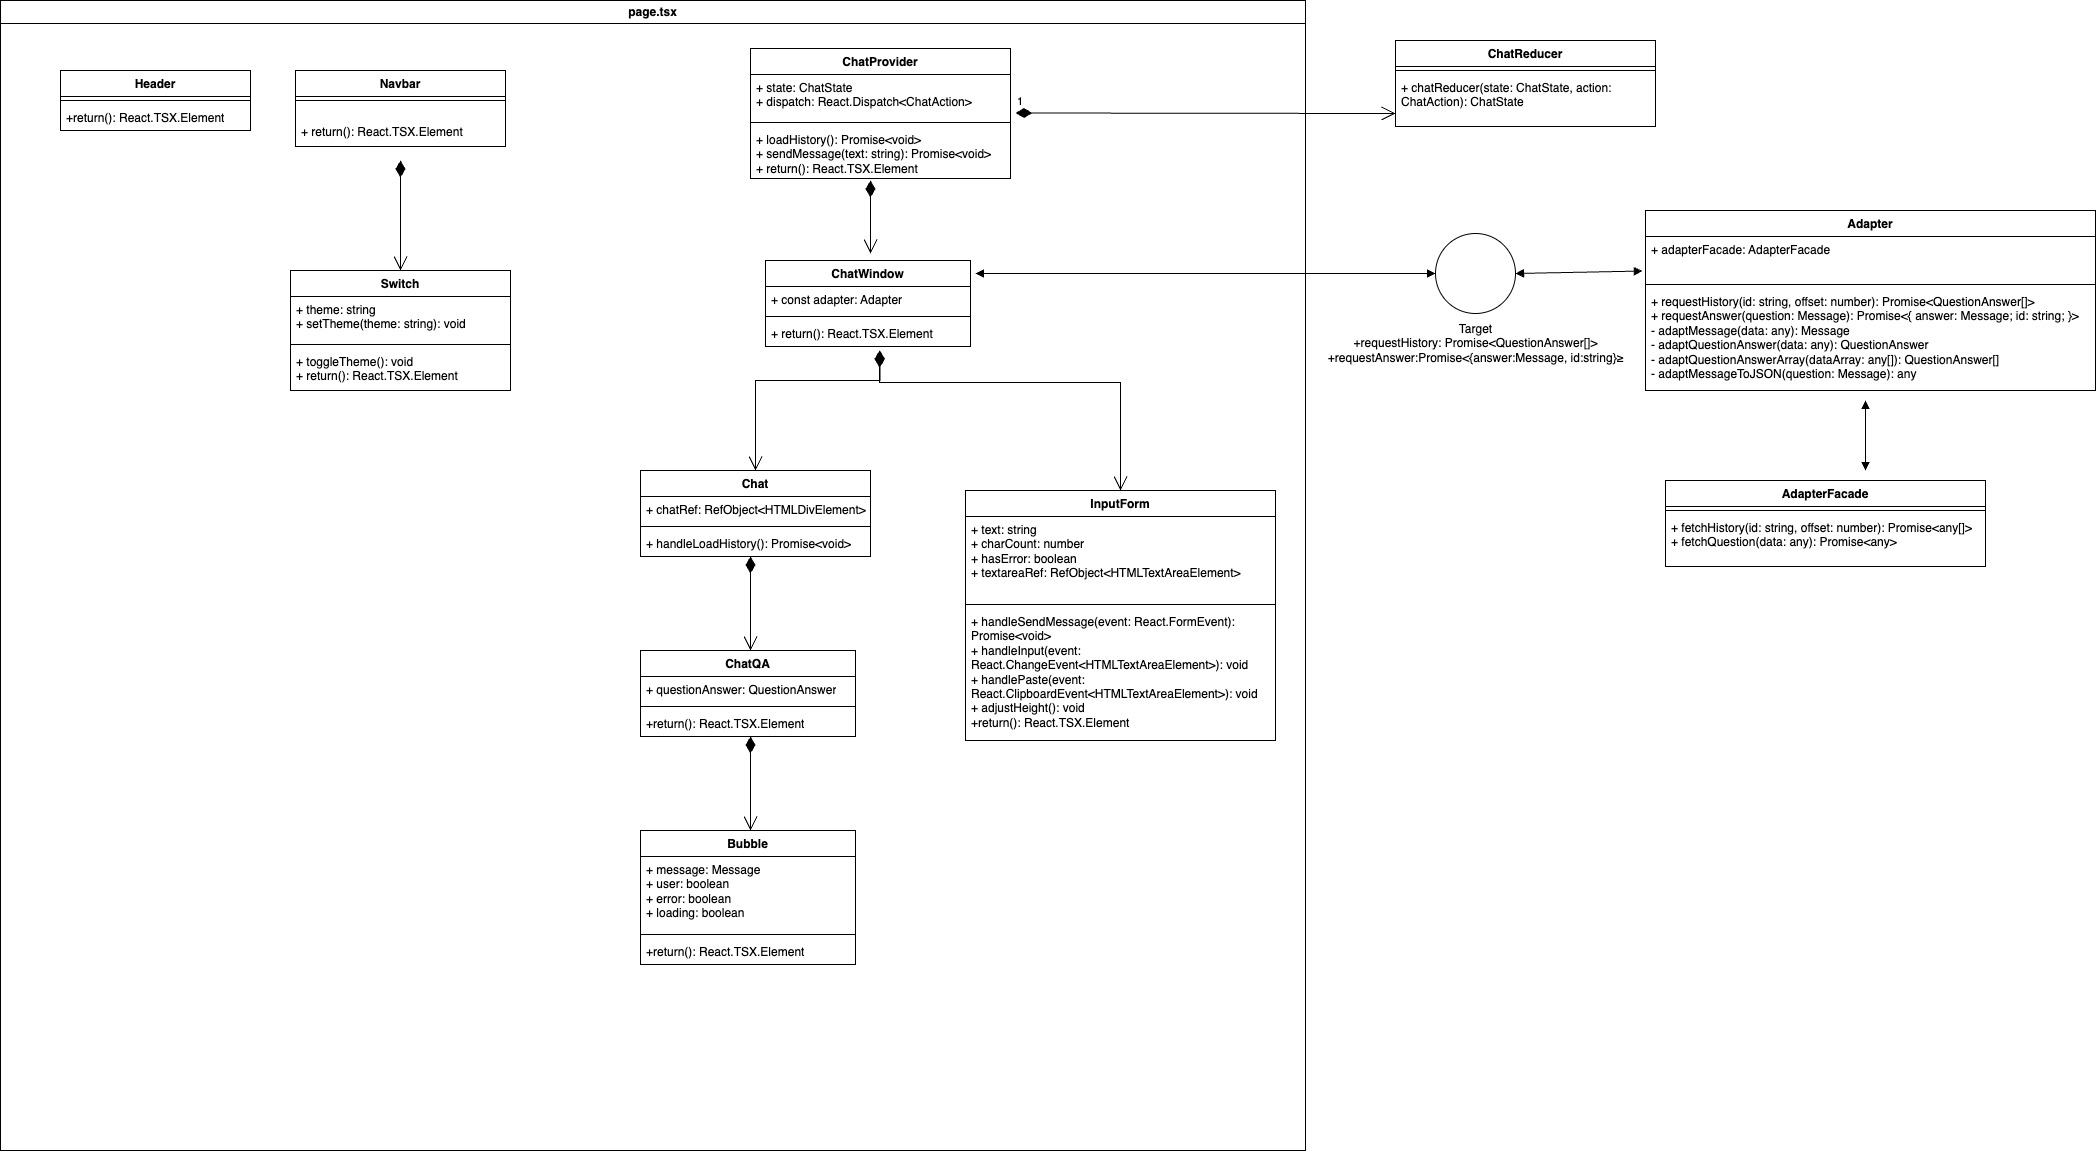 page.tsx
Header
+return(): React.TSX.Element
Navbar
+ return(): React.TSX.Element
Switch
+ theme: string
+ setTheme(theme: string): void
+ toggleTheme(): void
+ return(): React.TSX.Element
ChatProvider
+ state: ChatState
+ dispatch: React.Dispatch<ChatAction>
+ loadHistory(): Promise<void>
+ sendMessage(text: string): Promise<void>
+ return(): React.TSX.Element
1
ChatReducer
+ chatReducer(state: ChatState, action:
ChatAction): ChatState
ChatWindow
+ const adapter: Adapter
+ return(): React.TSX.Element
Target
+requestHistory: Promise<QuestionAnswer[]>
+requestAnswer:Promise<{answer:Message, id:string}≥
Adapter
+ adapterFacade: AdapterFacade
+ requestHistory(id: string, offset: number): Promise<QuestionAnswer[]>
+ requestAnswer(question: Message): Promise<{ answer: Message; id: string; }>
- adaptMessage(data: any): Message
- adaptQuestionAnswer(data: any): QuestionAnswer
- adaptQuestionAnswerArray(dataArray: any[]): QuestionAnswer[]
- adaptMessageToJSON(question: Message): any
AdapterFacade
+ fetchHistory(id: string, offset: number): Promise<any[]>
+ fetchQuestion(data: any): Promise<any>
Chat
+ chatRef: RefObject<HTMLDivElement>
+ handleLoadHistory(): Promise<void>
InputForm
+ text: string
+ charCount: number
+ hasError: boolean
+ textareaRef: RefObject<HTMLTextAreaElement>
+ handleSendMessage(event: React.FormEvent):
Promise<void>
+ handleInput(event:
React.ChangeEvent<HTMLTextAreaElement>): void
+ handlePaste(event:
React.ClipboardEvent<HTMLTextAreaElement>): void
+ adjustHeight(): void
+return(): React.TSX.Element
ChatQA
+ questionAnswer: QuestionAnswer
+return(): React.TSX.Element
Bubble
+ message: Message
+ user: boolean
+ error: boolean
+ loading: boolean
+return(): React.TSX.Element